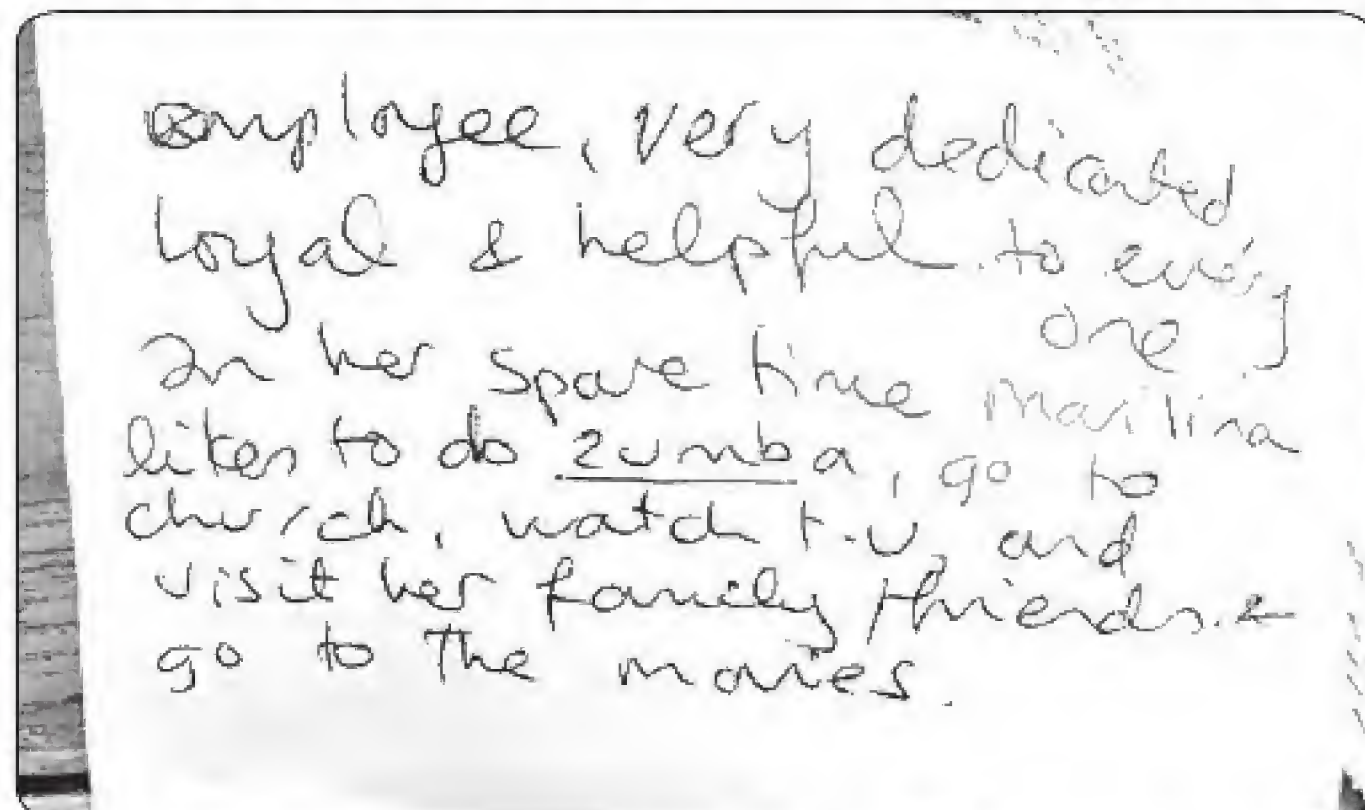 employee, very dedicated
loyal & helpful to every
one.
In her spare time Marilina
likes to do zumba, go to
church, watch t.v. and
visit her family friends &
go to the movies.